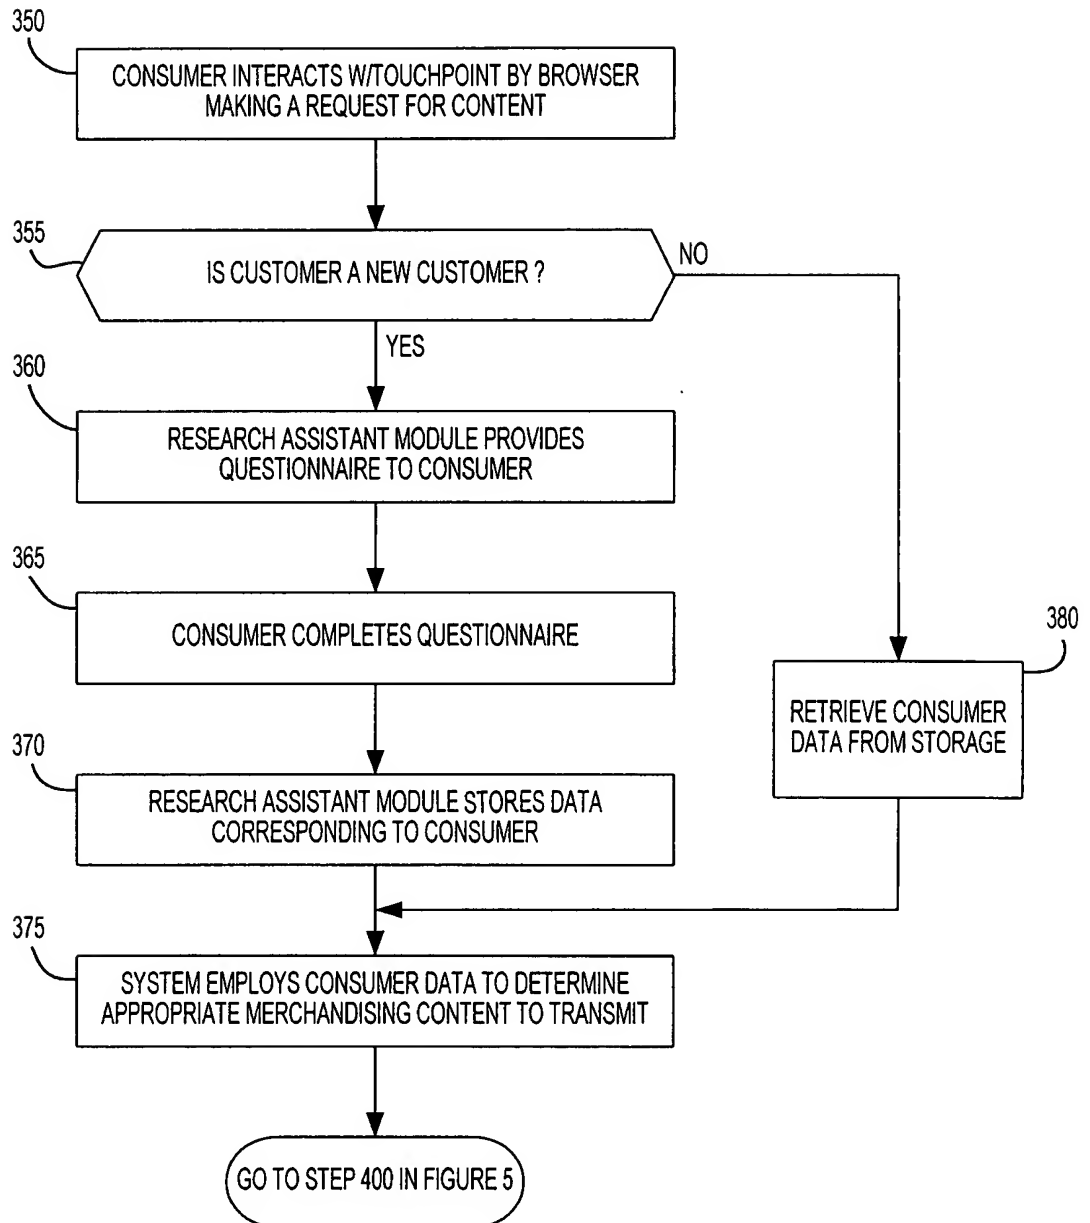 350
CONSUMER INTERACTS W/TOUCHPOINT BY BROWSER
MAKING A REQUEST FOR CONTENT
355
IS CUSTOMER A NEW CUSTOMER ?
NO
YES
360
RESEARCH ASSISTANT MODULE PROVIDES
QUESTIONNAIRE TO CONSUMER
365
CONSUMER COMPLETES QUESTIONNAIRE
380
RETRIEVE CONSUMER
DATA FROM STORAGE
370
RESEARCH ASSISTANT MODULE STORES DATA
CORRESPONDING TO CONSUMER
375
SYSTEM EMPLOYS CONSUMER DATA TO DETERMINE
APPROPRIATE MERCHANDISING CONTENT TO TRANSMIT
GO TO STEP 400 IN FIGURE 5